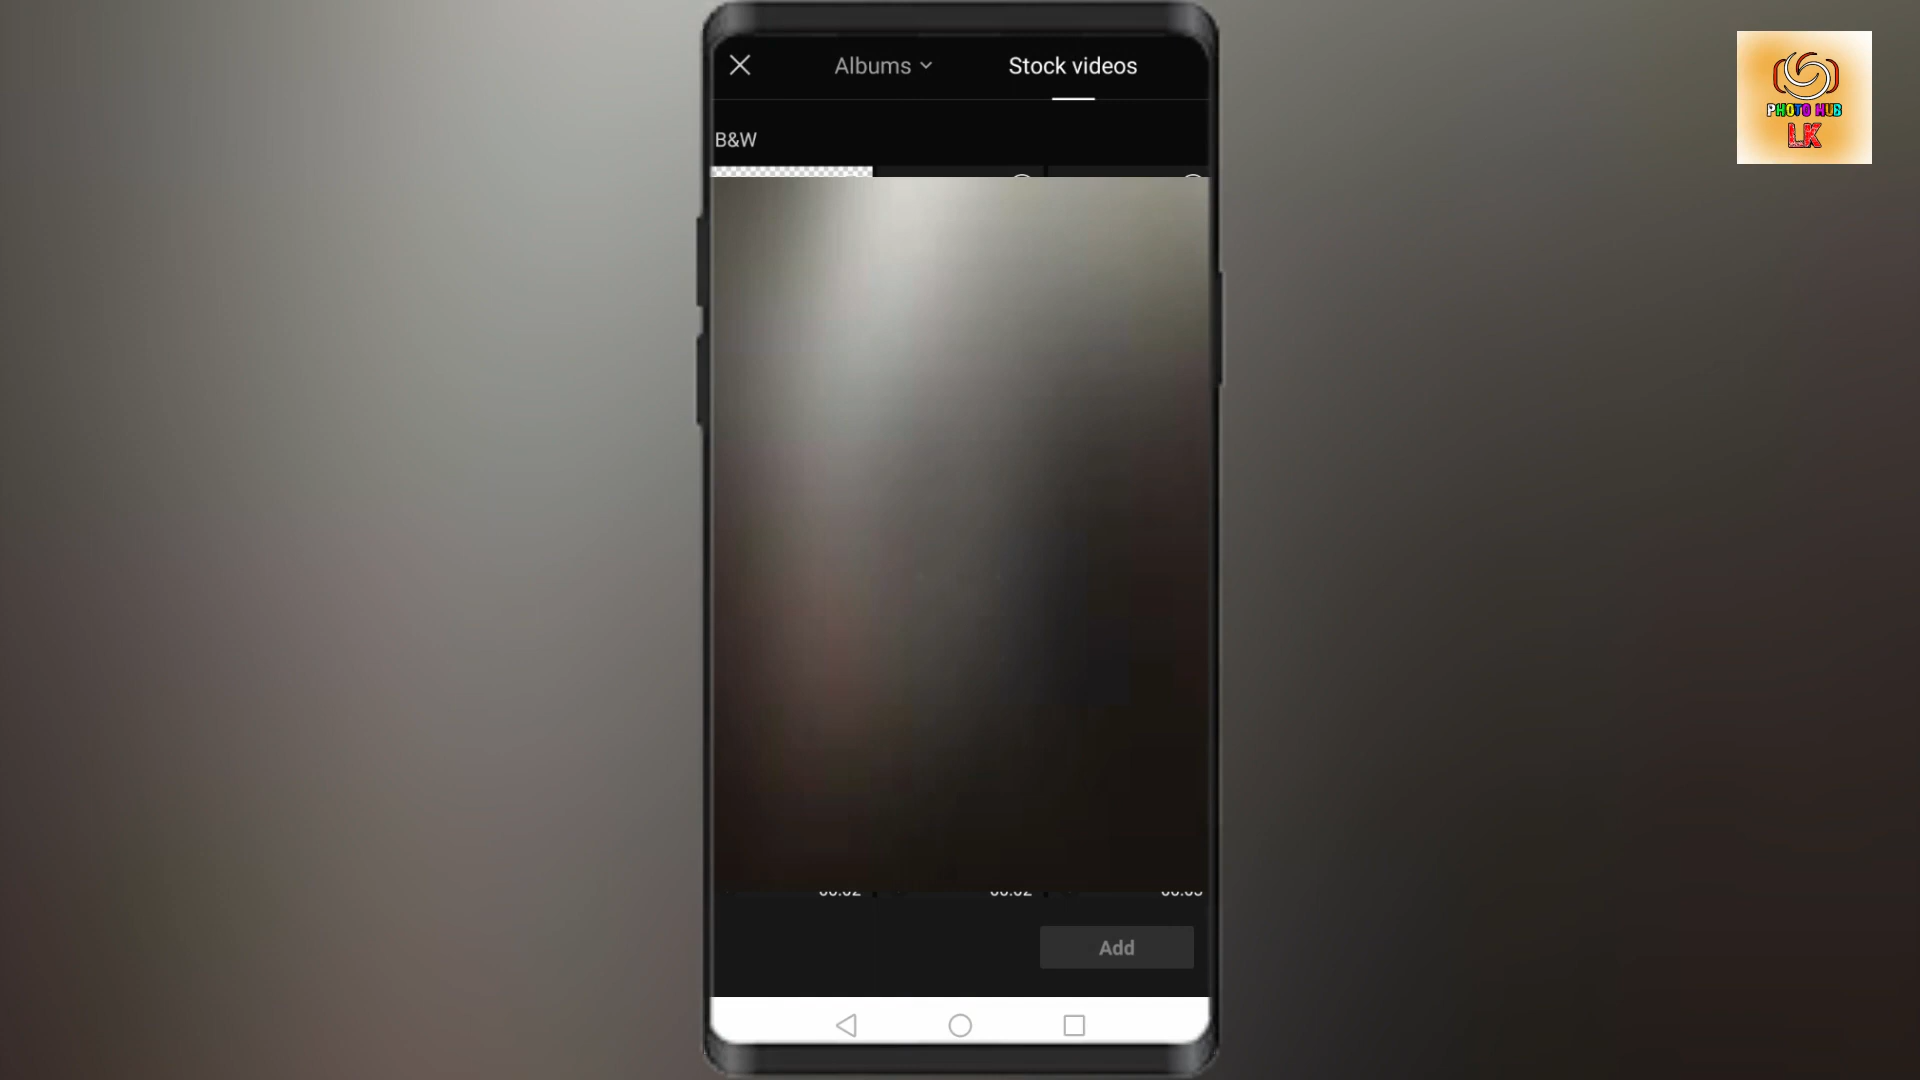 Albums
Stock videos
PHOTO HUB
LK
B&W
Add